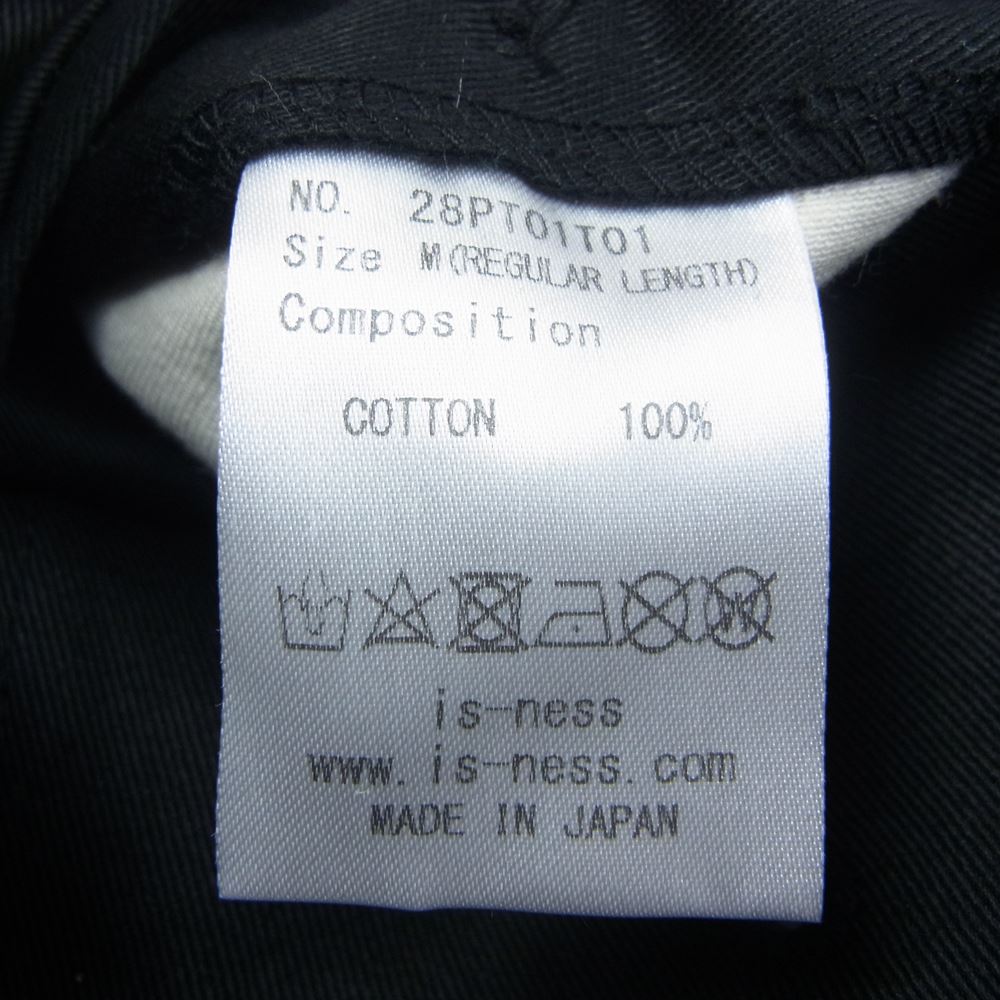 NO. 28PT01T01
Size M(REGULAR LENGTH)
Composition
COTTON 100%
is-ness
www.is-ness.com
MADE IN JAPAN